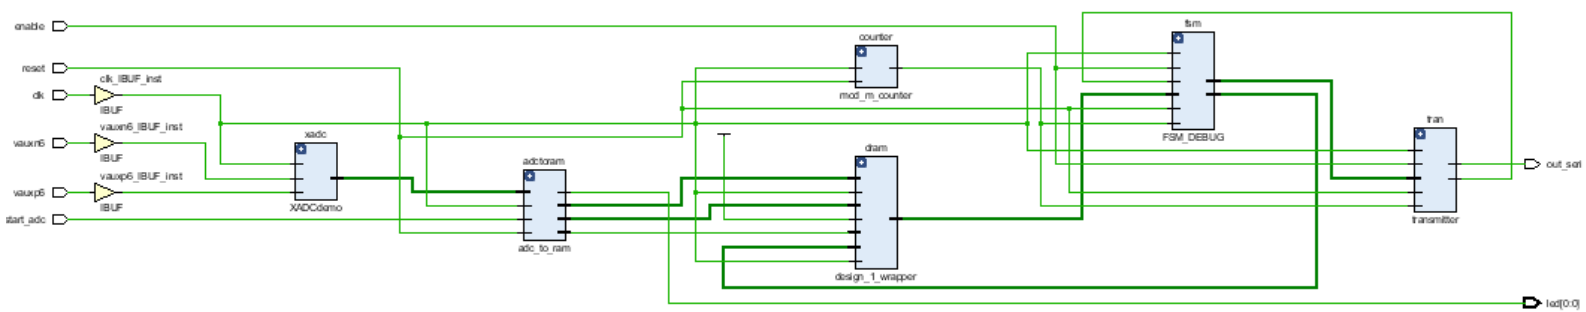 enable
reset
clk
clk_IBUF_inst
IBUF
vauxn6
vauxn6_IBUF_inst
IBUF
vauxp6
vauxp6_IBUF_inst
IBUF
start_adc
xadc
XADCdemo
adctoram
adc_to_ram
counter
mod_m_counter
dram
design_1_wrapper
fsm
FSM_DEBUG
tran
transmitter
out_seri
led[0:0]